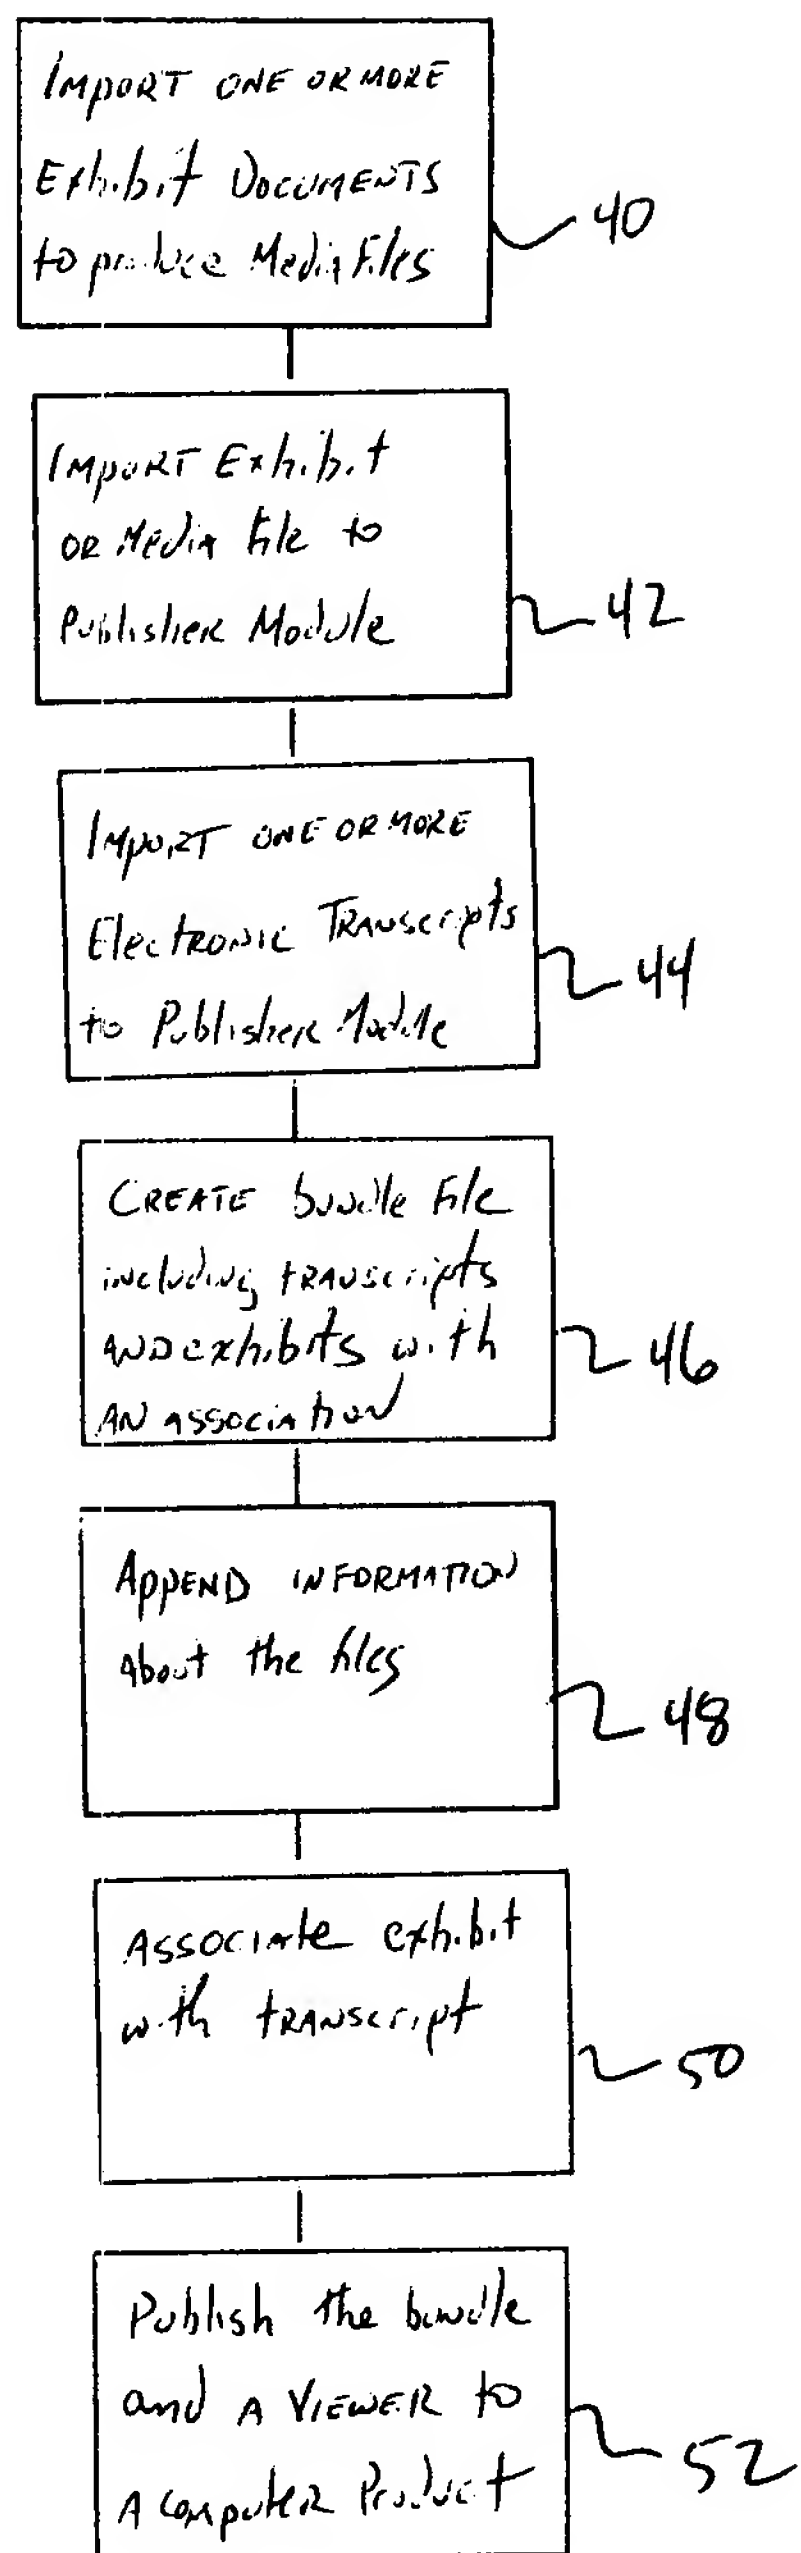 IMPORT ONE OR MORE
Exhibit DOCUMENTS
to produce Media Files
40
IMPORT Exhibit
OR Media File to
Publisher Module
42
IMPORT ONE OR MORE
Electronic Transcripts
to Publisher Module
44
CREATE bundle File
including transcripts
AND exhibits with
AN association
46
APPEND INFORMATION
About the files
48
Associate exhibit
with transcript
50
Publish the bundle
and A VIEWER to
A computer Product
52